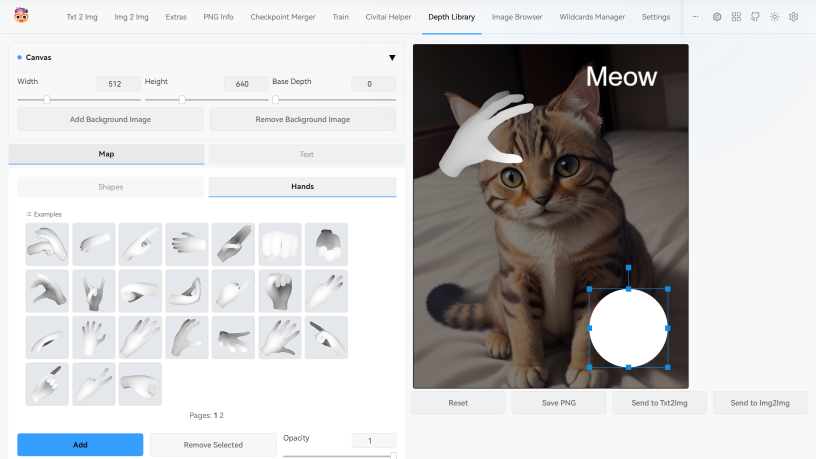 Txt 2 Img Img 2 Img Extras PNG Info Checkpoint Merger Train Civitai Helper Depth Library Image Browser Wildcards Manager Settings ...
Canvas
Width 512 Height 640 Base Depth 0
Add Background Image Remove Background Image
Map Text
Shapes Hands
Examples
Pages: 1 2
Add Remove Selected Opacity 1
Meow
Reset Save PNG Send to Txt2Img Send to Img2Img